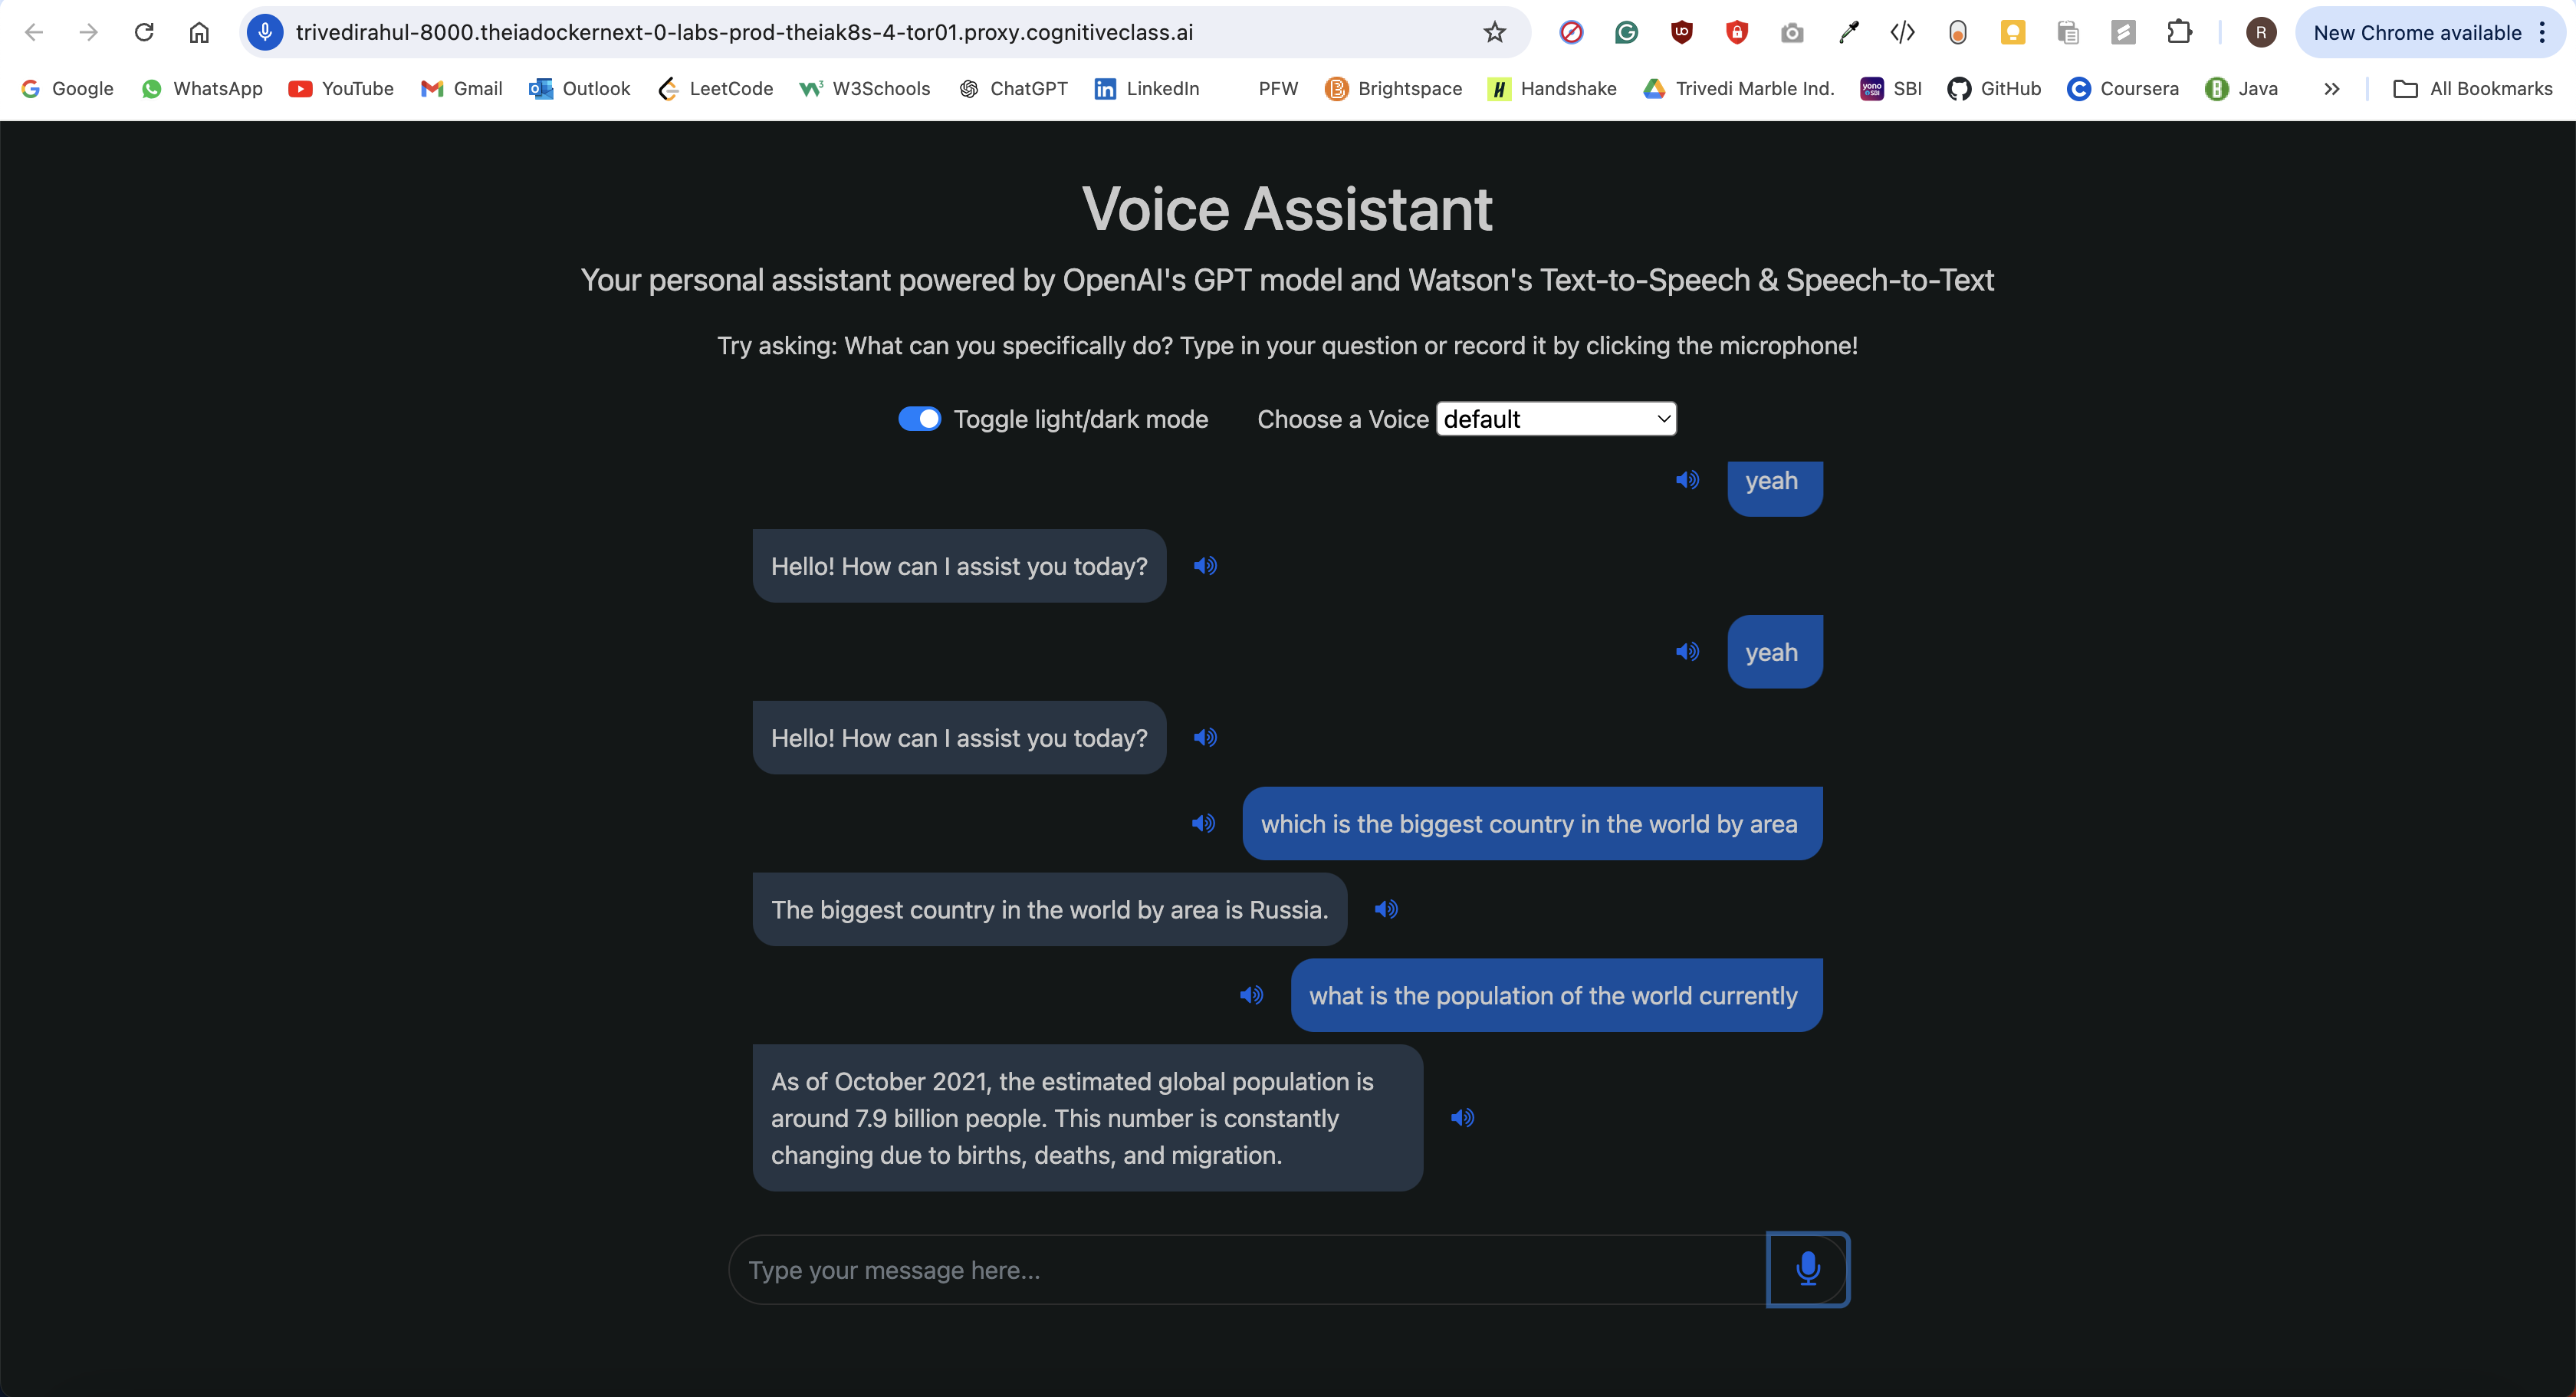 trivedirahul-8000.theiadockernext-0-labs-prod-theiak8s-4-tor01.proxy.cognitiveclass.ai
R
New Chrome available
Google WhatsApp YouTube Gmail Outlook LeetCode W3Schools ChatGPT LinkedIn PFW Brightspace Handshake Trivedi Marble Ind. SBI GitHub Coursera Java All Bookmarks
Voice Assistant
Your personal assistant powered by OpenAI's GPT model and Watson's Text-to-Speech & Speech-to-Text
Try asking: What can you specifically do? Type in your question or record it by clicking the microphone!
Toggle light/dark mode Choose a Voice default
yeah
Hello! How can I assist you today?
yeah
Hello! How can I assist you today?
which is the biggest country in the world by area
The biggest country in the world by area is Russia.
what is the population of the world currently
As of October 2021, the estimated global population is
around 7.9 billion people. This number is constantly
changing due to births, deaths, and migration.
Type your message here...